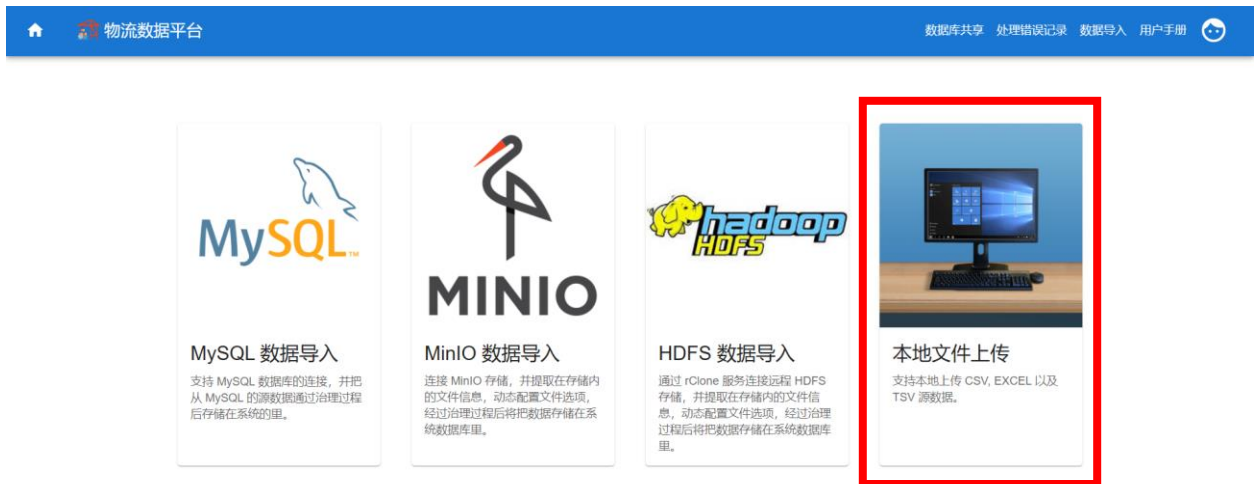 物流数据平台
数据库共享 处理错误记录 数据导入 用户手册
MySQL
TM
MINIO
hadoop
HDFS
MySQL 数据导入
支持 MySQL 数据库的连接，并把
从 MySQL 的源数据通过治理过程
后存储在系统的里。
MinIO 数据导入
连接 MinIO 存储，并提取在存储内
的文件信息，动态配置文件选项，
经过治理过程后将把数据存储在系
统数据库里。
HDFS 数据导入
通过 rClone 服务连接远程 HDFS
存储，并提取在存储内的文件信
息，动态配置文件选项，经过治理
过程后将把数据存储在系统数据库
里。
本地文件上传
支持本地上传 CSV, EXCEL 以及
TSV 源数据。